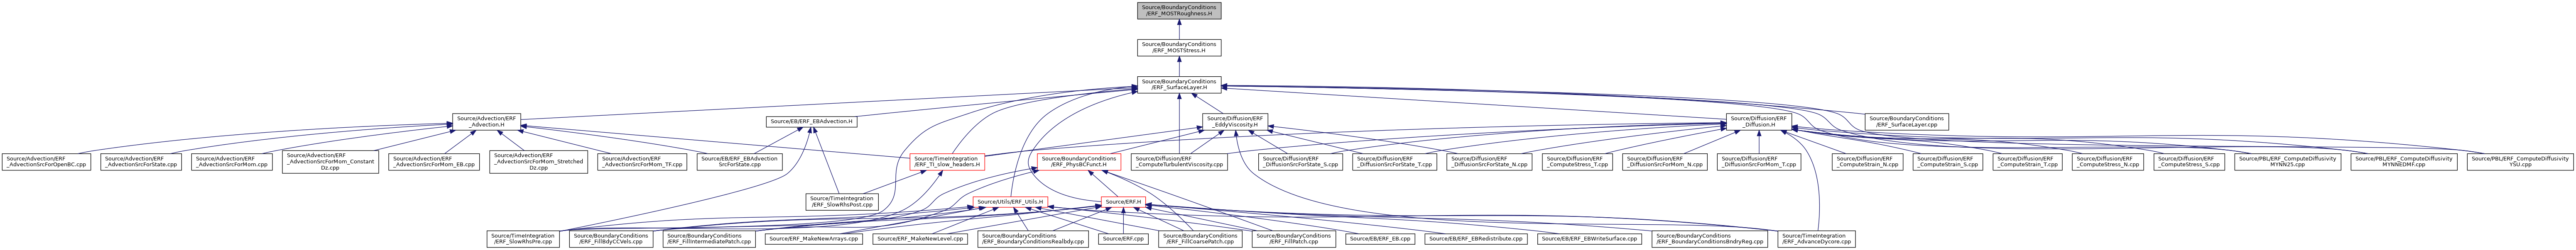 Source/BoundaryConditions
/ERF_MOSTRoughness.H
Source/BoundaryConditions
/ERF_MOSTStress.H
Source/BoundaryConditions
/ERF_SurfaceLayer.H
Source/Advection/ERF
_Advection.H
Source/EB/ERF_EBAdvection.H
Source/Diffusion/ERF
_EddyViscosity.H
Source/Diffusion/ERF
_Diffusion.H
Source/BoundaryConditions
/ERF_SurfaceLayer.cpp
Source/Advection/ERF
_AdvectionSrcForOpenBC.cpp
Source/Advection/ERF
_AdvectionSrcForState.cpp
Source/Advection/ERF
_AdvectionSrcForMom.cpp
Source/Advection/ERF
_AdvectionSrcForMom_Constant
Dz.cpp
Source/Advection/ERF
_AdvectionSrcForMom_EB.cpp
Source/Advection/ERF
_AdvectionSrcForMom_Stretched
Dz.cpp
Source/Advection/ERF
_AdvectionSrcForMom_TF.cpp
Source/EB/ERF_EBAdvection
SrcForState.cpp
Source/TimeIntegration
/ERF_TI_slow_headers.H
Source/BoundaryConditions
/ERF_PhysBCFunct.H
Source/Diffusion/ERF
_ComputeTurbulentViscosity.cpp
Source/Diffusion/ERF
_DiffusionSrcForState_S.cpp
Source/Diffusion/ERF
_DiffusionSrcForState_T.cpp
Source/Diffusion/ERF
_DiffusionSrcForState_N.cpp
Source/Diffusion/ERF
_ComputeStress_T.cpp
Source/Diffusion/ERF
_DiffusionSrcForMom_N.cpp
Source/Diffusion/ERF
_DiffusionSrcForMom_T.cpp
Source/Diffusion/ERF
_ComputeStrain_N.cpp
Source/Diffusion/ERF
_ComputeStrain_S.cpp
Source/Diffusion/ERF
_ComputeStrain_T.cpp
Source/Diffusion/ERF
_ComputeStress_N.cpp
Source/Diffusion/ERF
_ComputeStress_S.cpp
Source/PBL/ERF_ComputeDiffusivity
MYNN25.cpp
Source/PBL/ERF_ComputeDiffusivity
MYNNEDMF.cpp
Source/PBL/ERF_ComputeDiffusivity
YSU.cpp
Source/TimeIntegration
/ERF_SlowRhsPost.cpp
Source/Utils/ERF_Utils.H
Source/ERF.H
Source/TimeIntegration
/ERF_SlowRhsPre.cpp
Source/BoundaryConditions
/ERF_FillBdyCCVels.cpp
Source/BoundaryConditions
/ERF_FillIntermediatePatch.cpp
Source/ERF_MakeNewArrays.cpp
Source/ERF_MakeNewLevel.cpp
Source/BoundaryConditions
/ERF_BoundaryConditionsRealbdy.cpp
Source/ERF.cpp
Source/BoundaryConditions
/ERF_FillCoarsePatch.cpp
Source/BoundaryConditions
/ERF_FillPatch.cpp
Source/EB/ERF_EB.cpp
Source/EB/ERF_EBRedistribute.cpp
Source/EB/ERF_EBWriteSurface.cpp
Source/BoundaryConditions
/ERF_BoundaryConditionsBndryReg.cpp
Source/TimeIntegration
/ERF_AdvanceDycore.cpp